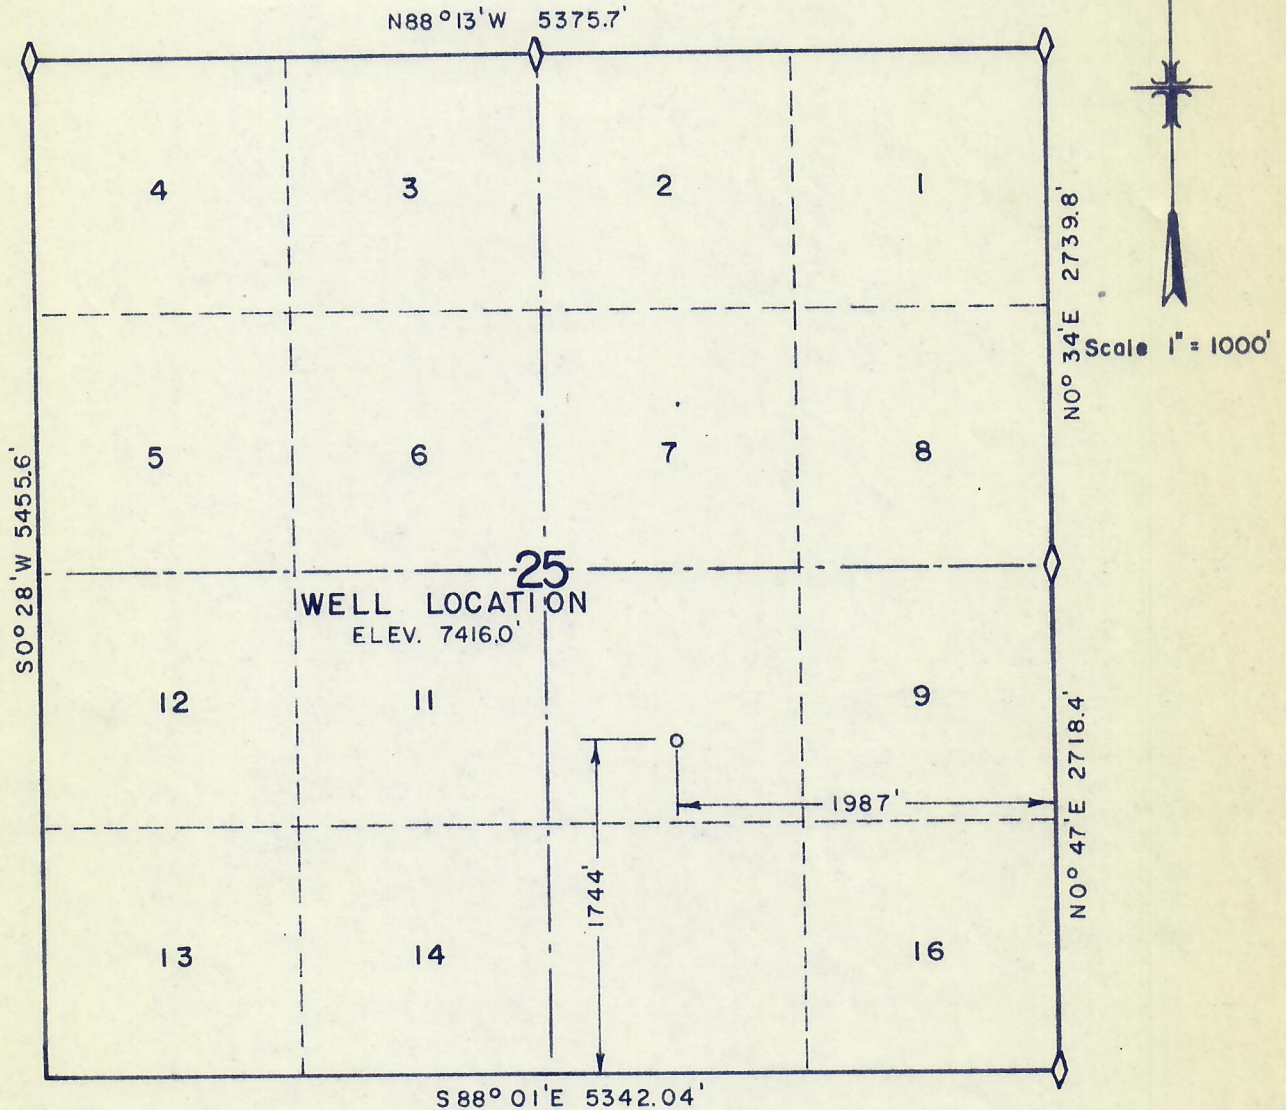 N88°13'W 5375.7'
4 3 2 1
N0° 34'E 2739.8'
Scale 1" = 1000'
5 6 7 8
S0° 28'W 5455.6'
25
WELL LOCATION
ELEV. 7416.0'
12 11 9
1987'
N0° 47'E 2718.4'
1744'
13 14 16
S88° 01'E 5342.04'